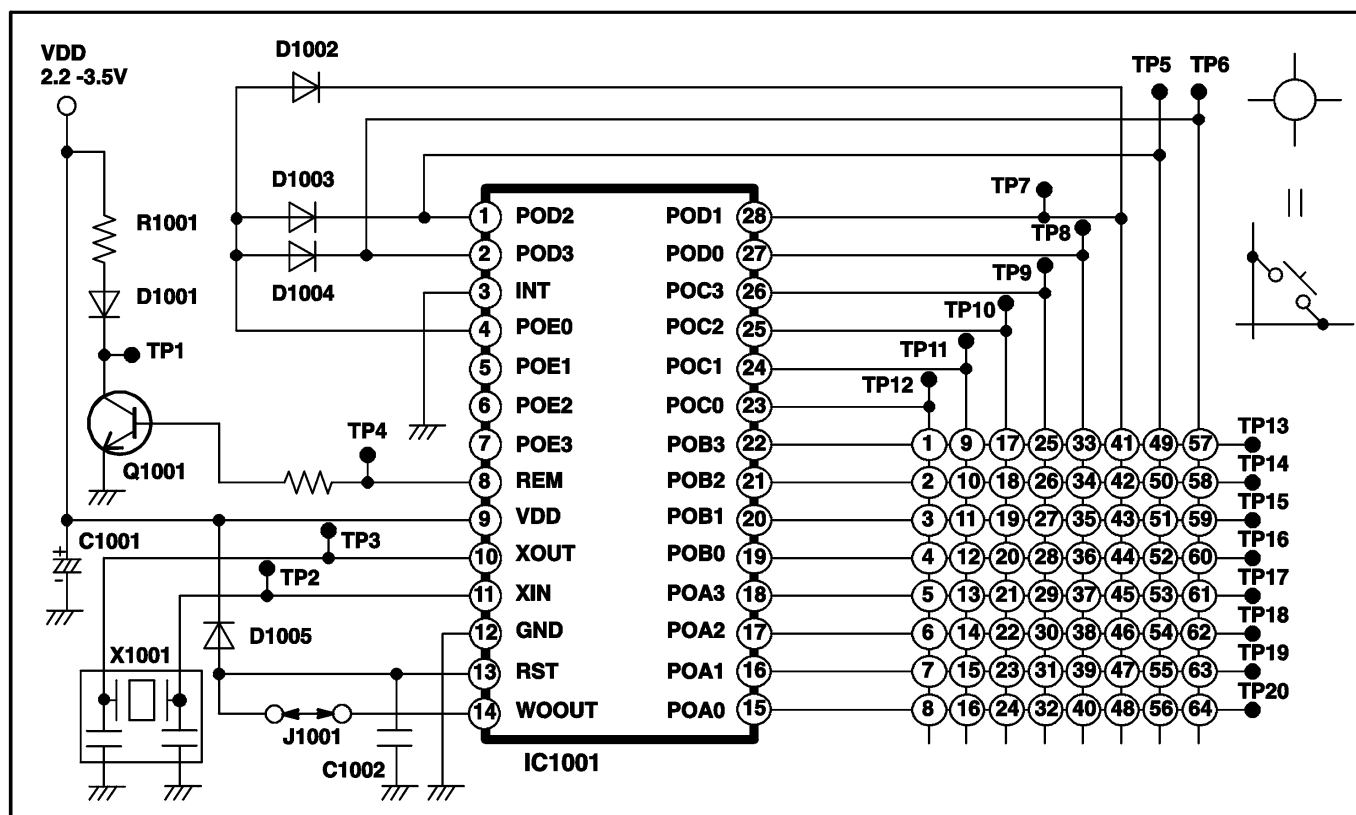 VDD
2.2 -3.5V
D1002
TP5 TP6
D1003
TP7
R1001
1 POD2 POD1 28
TP8
2 POD3 POD0 27
D1004
TP9
D1001
3 INT POC3 26
TP10
4 POE0 POC2 25
TP1
TP11
5 POE1 POC1 24
TP12
6 POE2 POC0 23
TP4
TP13
7 POE3 POB3 22 1 9 17 25 33 41 49 57
Q1001
TP14
8 REM POB2 21 2 10 18 26 34 42 50 58
TP15
9 VDD POB1 20 3 11 19 27 35 43 51 59
C1001
+
-
TP3
TP16
10 XOUT POB0 19 4 12 20 28 36 44 52 60
TP2
TP17
11 XIN POA3 18 5 13 21 29 37 45 53 61
D1005
TP18
12 GND POA2 17 6 14 22 30 38 46 54 62
X1001
TP19
13 RST POA1 16 7 15 23 31 39 47 55 63
TP20
14 WOOUT POA0 15 8 16 24 32 40 48 56 64
J1001
C1002
IC1001